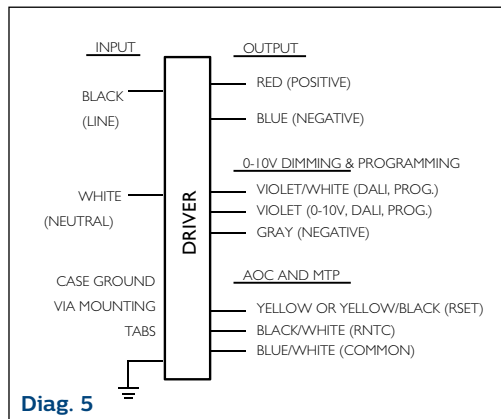 INPUT
BLACK
(LINE)
WHITE
(NEUTRAL)
CASE GROUND
VIA MOUNTING
TABS
DRIVER
OUTPUT
RED (POSITIVE)
BLUE (NEGATIVE)
0-10V DIMMING & PROGRAMMING
VIOLET/WHITE (DALI, PROG.)
VIOLET (0-10V, DALI, PROG.)
GRAY (NEGATIVE)
AOC AND MTP
YELLOW OR YELLOW/BLACK (RSET)
BLACK/WHITE (RNTC)
BLUE/WHITE (COMMON)
Diag. 5